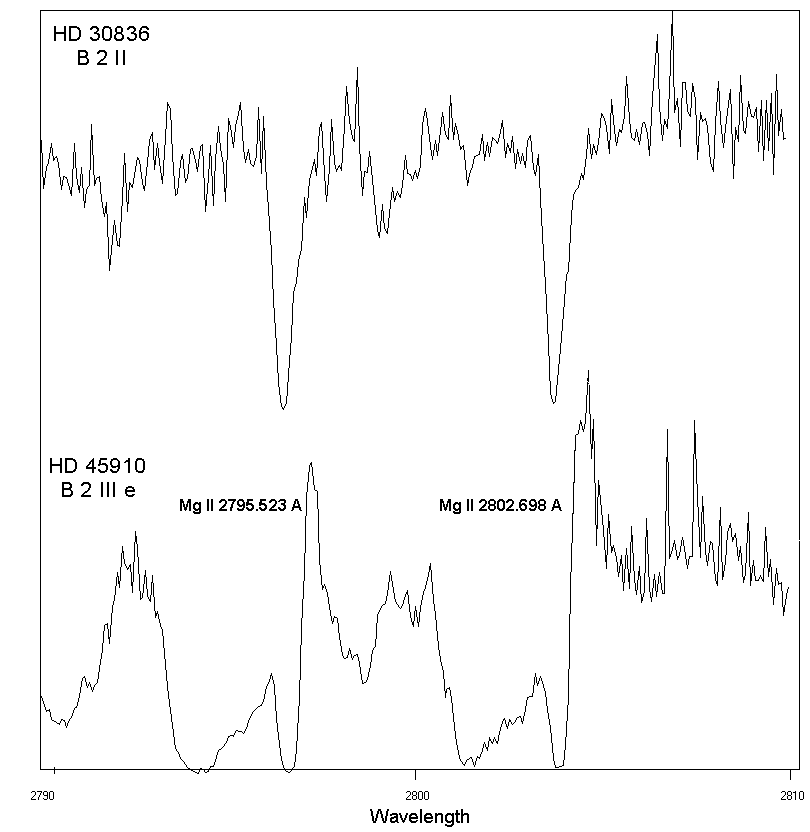 HD 30836
B 2 II
HD 45910
B 2 III e
Mg II 2795.523 A
Mg II 2802.698 A
2790
2800
2810
Wavelength